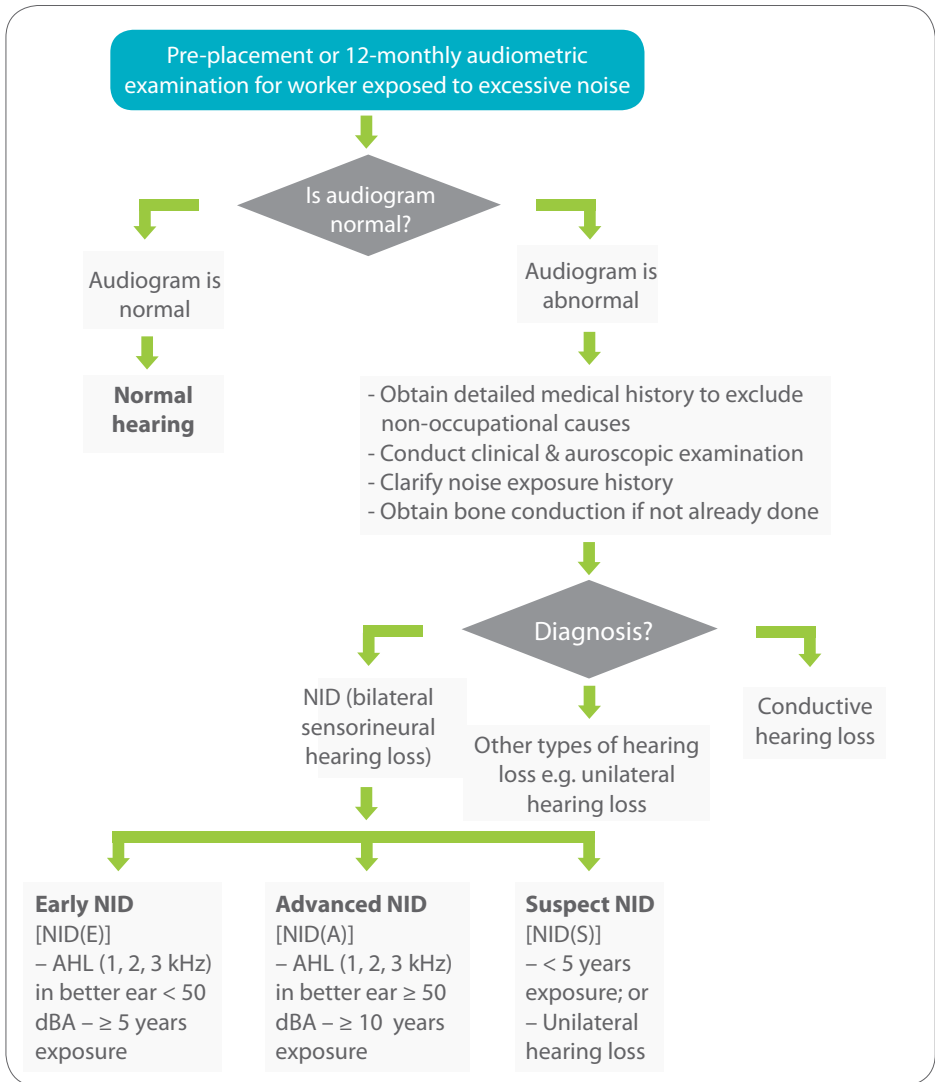 Pre-placement or 12-monthly audiometric
examination for worker exposed to excessive noise
Is audiogram
normal?
Audiogram is
normal
Audiogram is
abnormal
Normal
hearing
- Obtain detailed medical history to exclude
non-occupational causes
- Conduct clinical & auroscopic examination
- Clarify noise exposure history
- Obtain bone conduction if not already done
Diagnosis?
NID (bilateral
sensorineural
hearing loss)
Other types of hearing
loss e.g. unilateral
hearing loss
Conductive
hearing loss
Early NID
[NID(E)]
– AHL (1, 2, 3 kHz)
in better ear < 50
dBA – ≥ 5 years
exposure
Advanced NID
[NID(A)]
– AHL (1, 2, 3 kHz)
in better ear ≥ 50
dBA – ≥ 10 years
exposure
Suspect NID
[NID(S)]
– < 5 years
exposure; or
– Unilateral
hearing loss